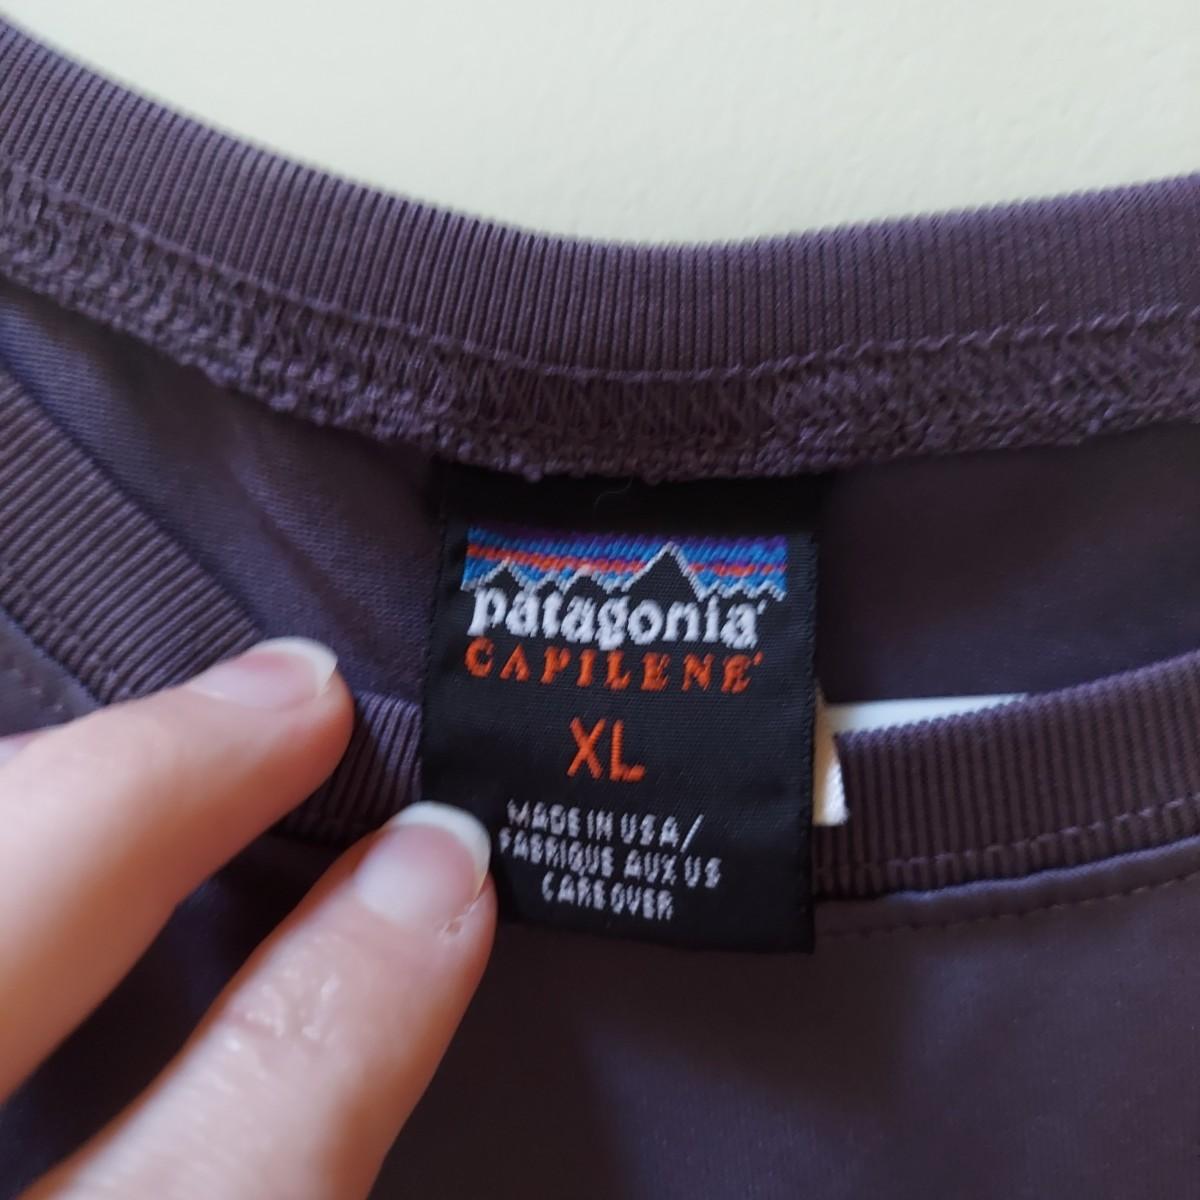 patagonia®
CAPILENE®
XL
MADE IN USA/
FABRIQUE AUX US
CARE OVER